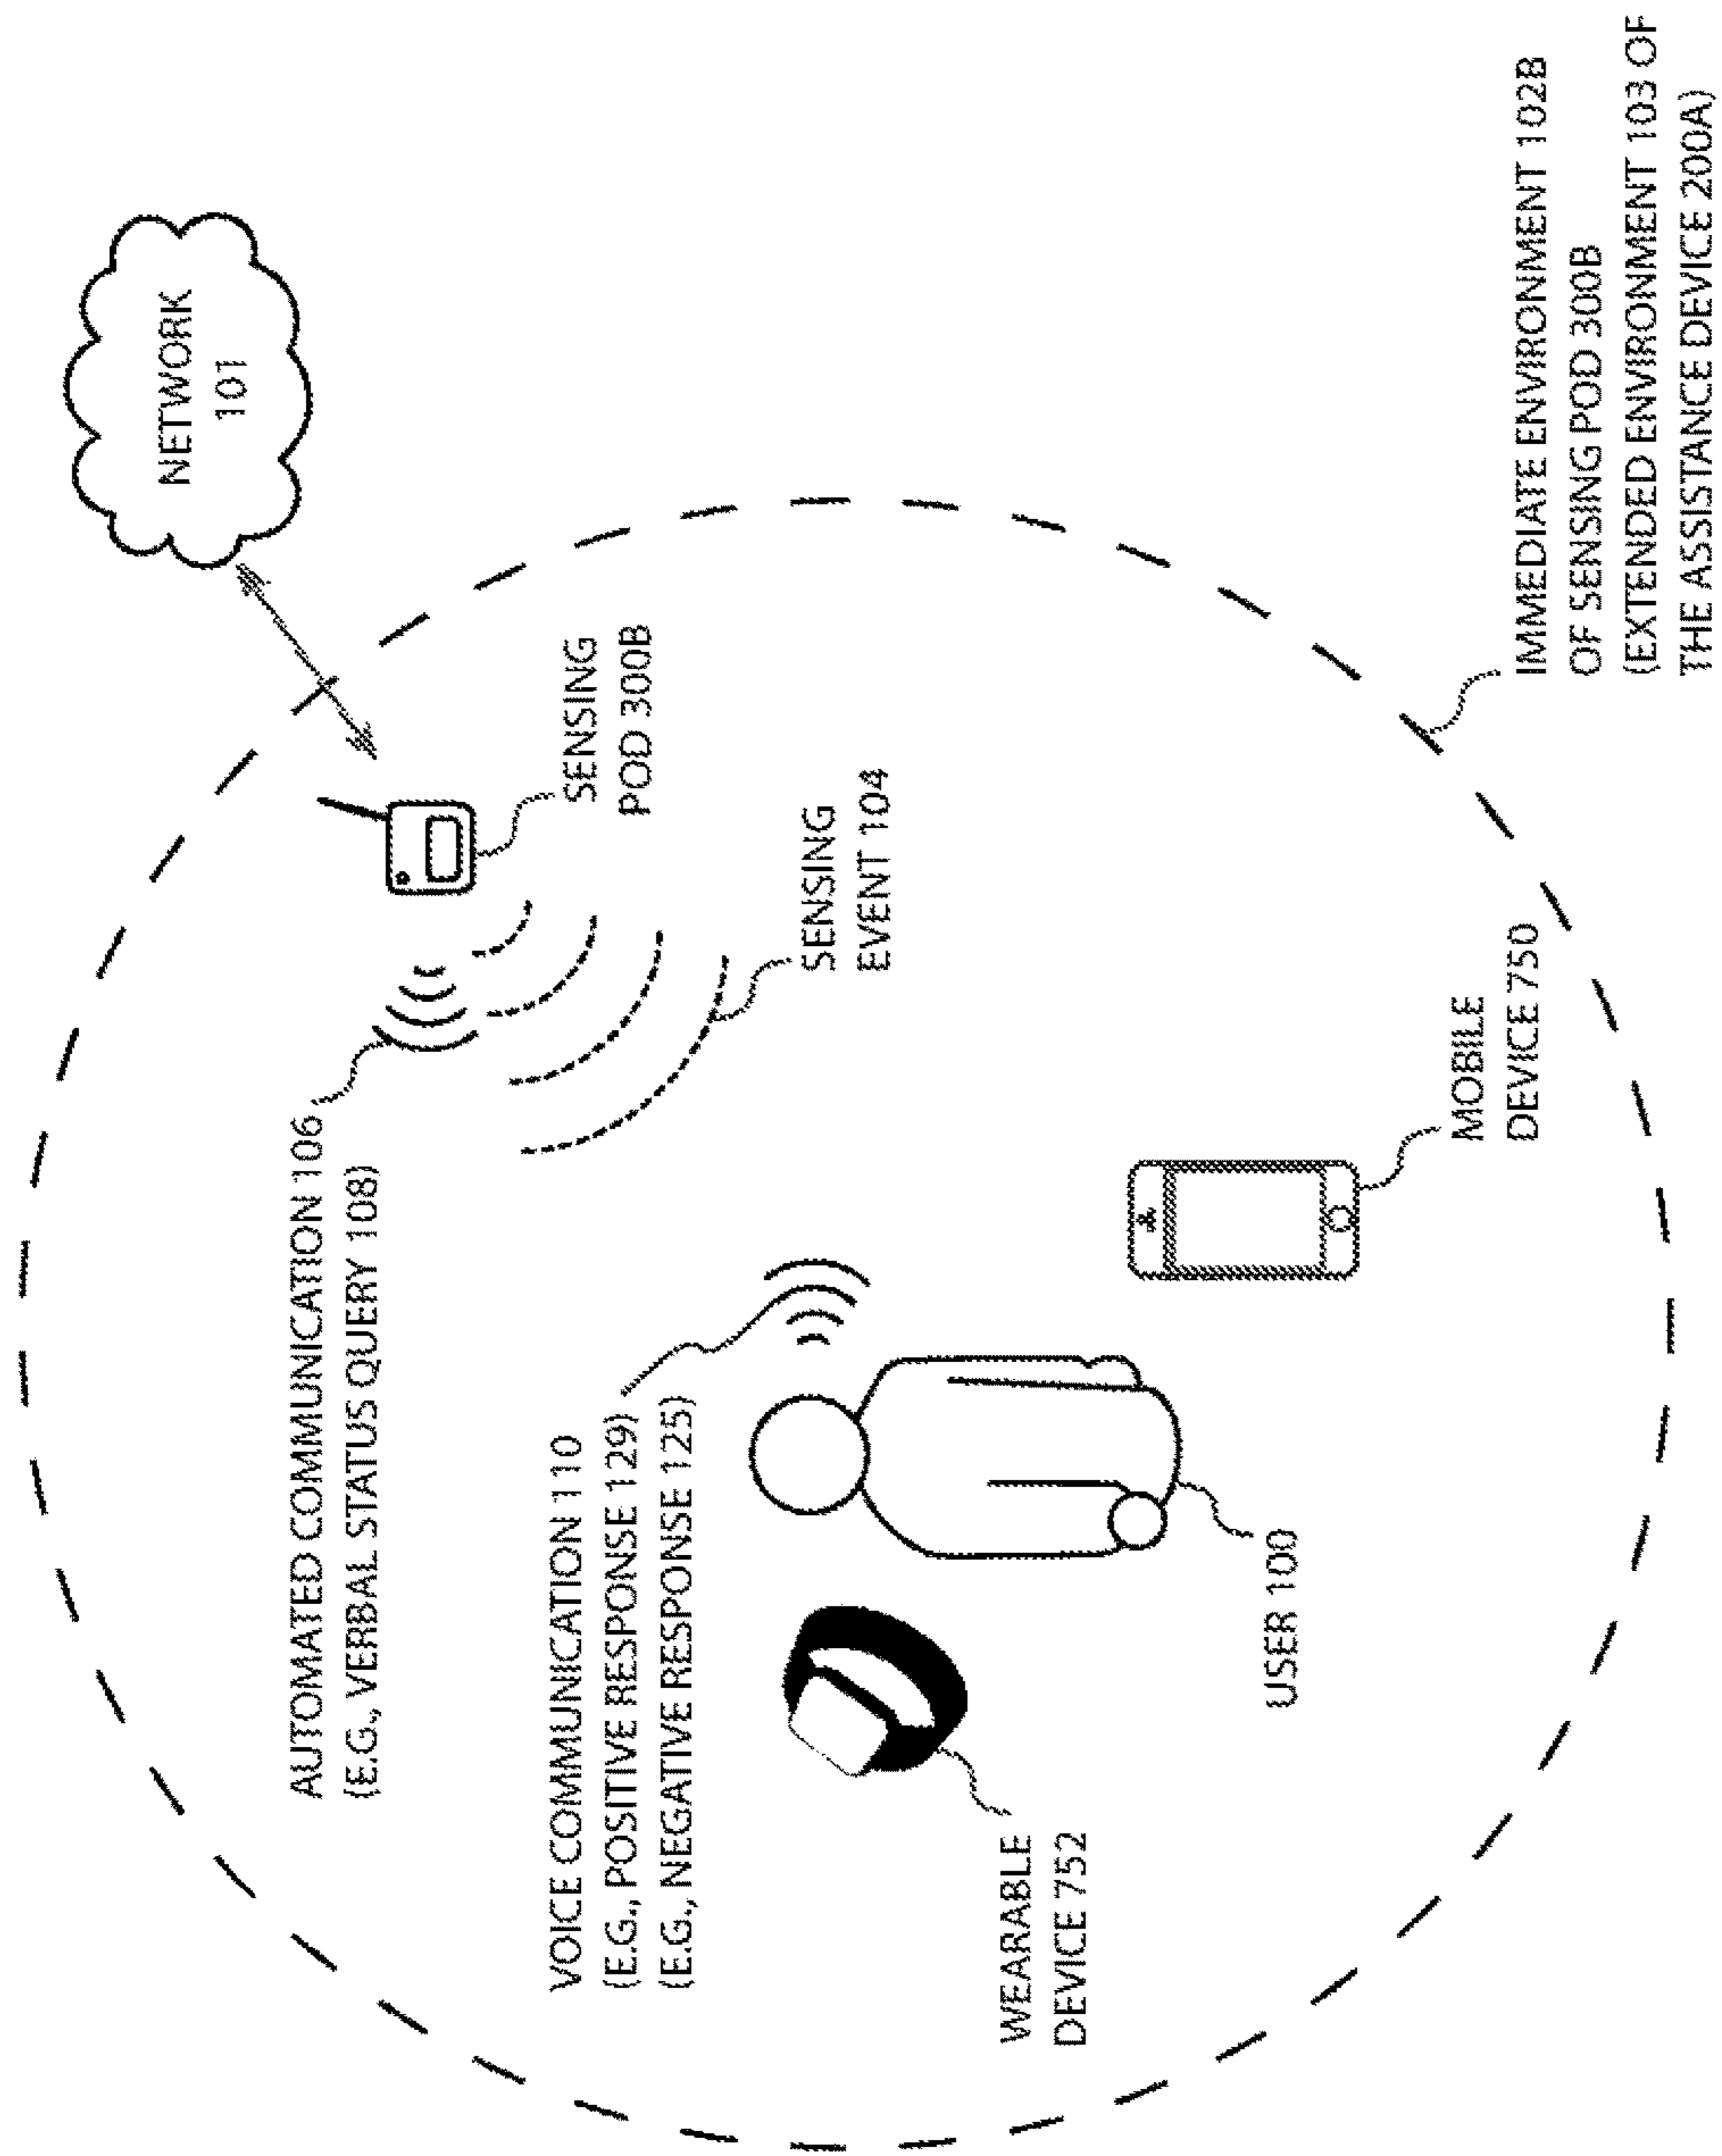 NETWORK
101
AUTOMATED COMMUNICATION 106
(E.G., VERBAL STATUS QUERY 108)
SENSING
POD 300B
VOICE COMMUNICATION 110
(E.G., POSITIVE RESPONSE 129)
(E.G., NEGATIVE RESPONSE 125)
SENSING
EVENT 104
WEARABLE
DEVICE 752
USER 100
MOBILE
DEVICE 750
IMMEDIATE ENVIRONMENT 102B
OF SENSING POD 300B
(EXTENDED ENVIRONMENT 103 OF
THE ASSISTANCE DEVICE 200A)